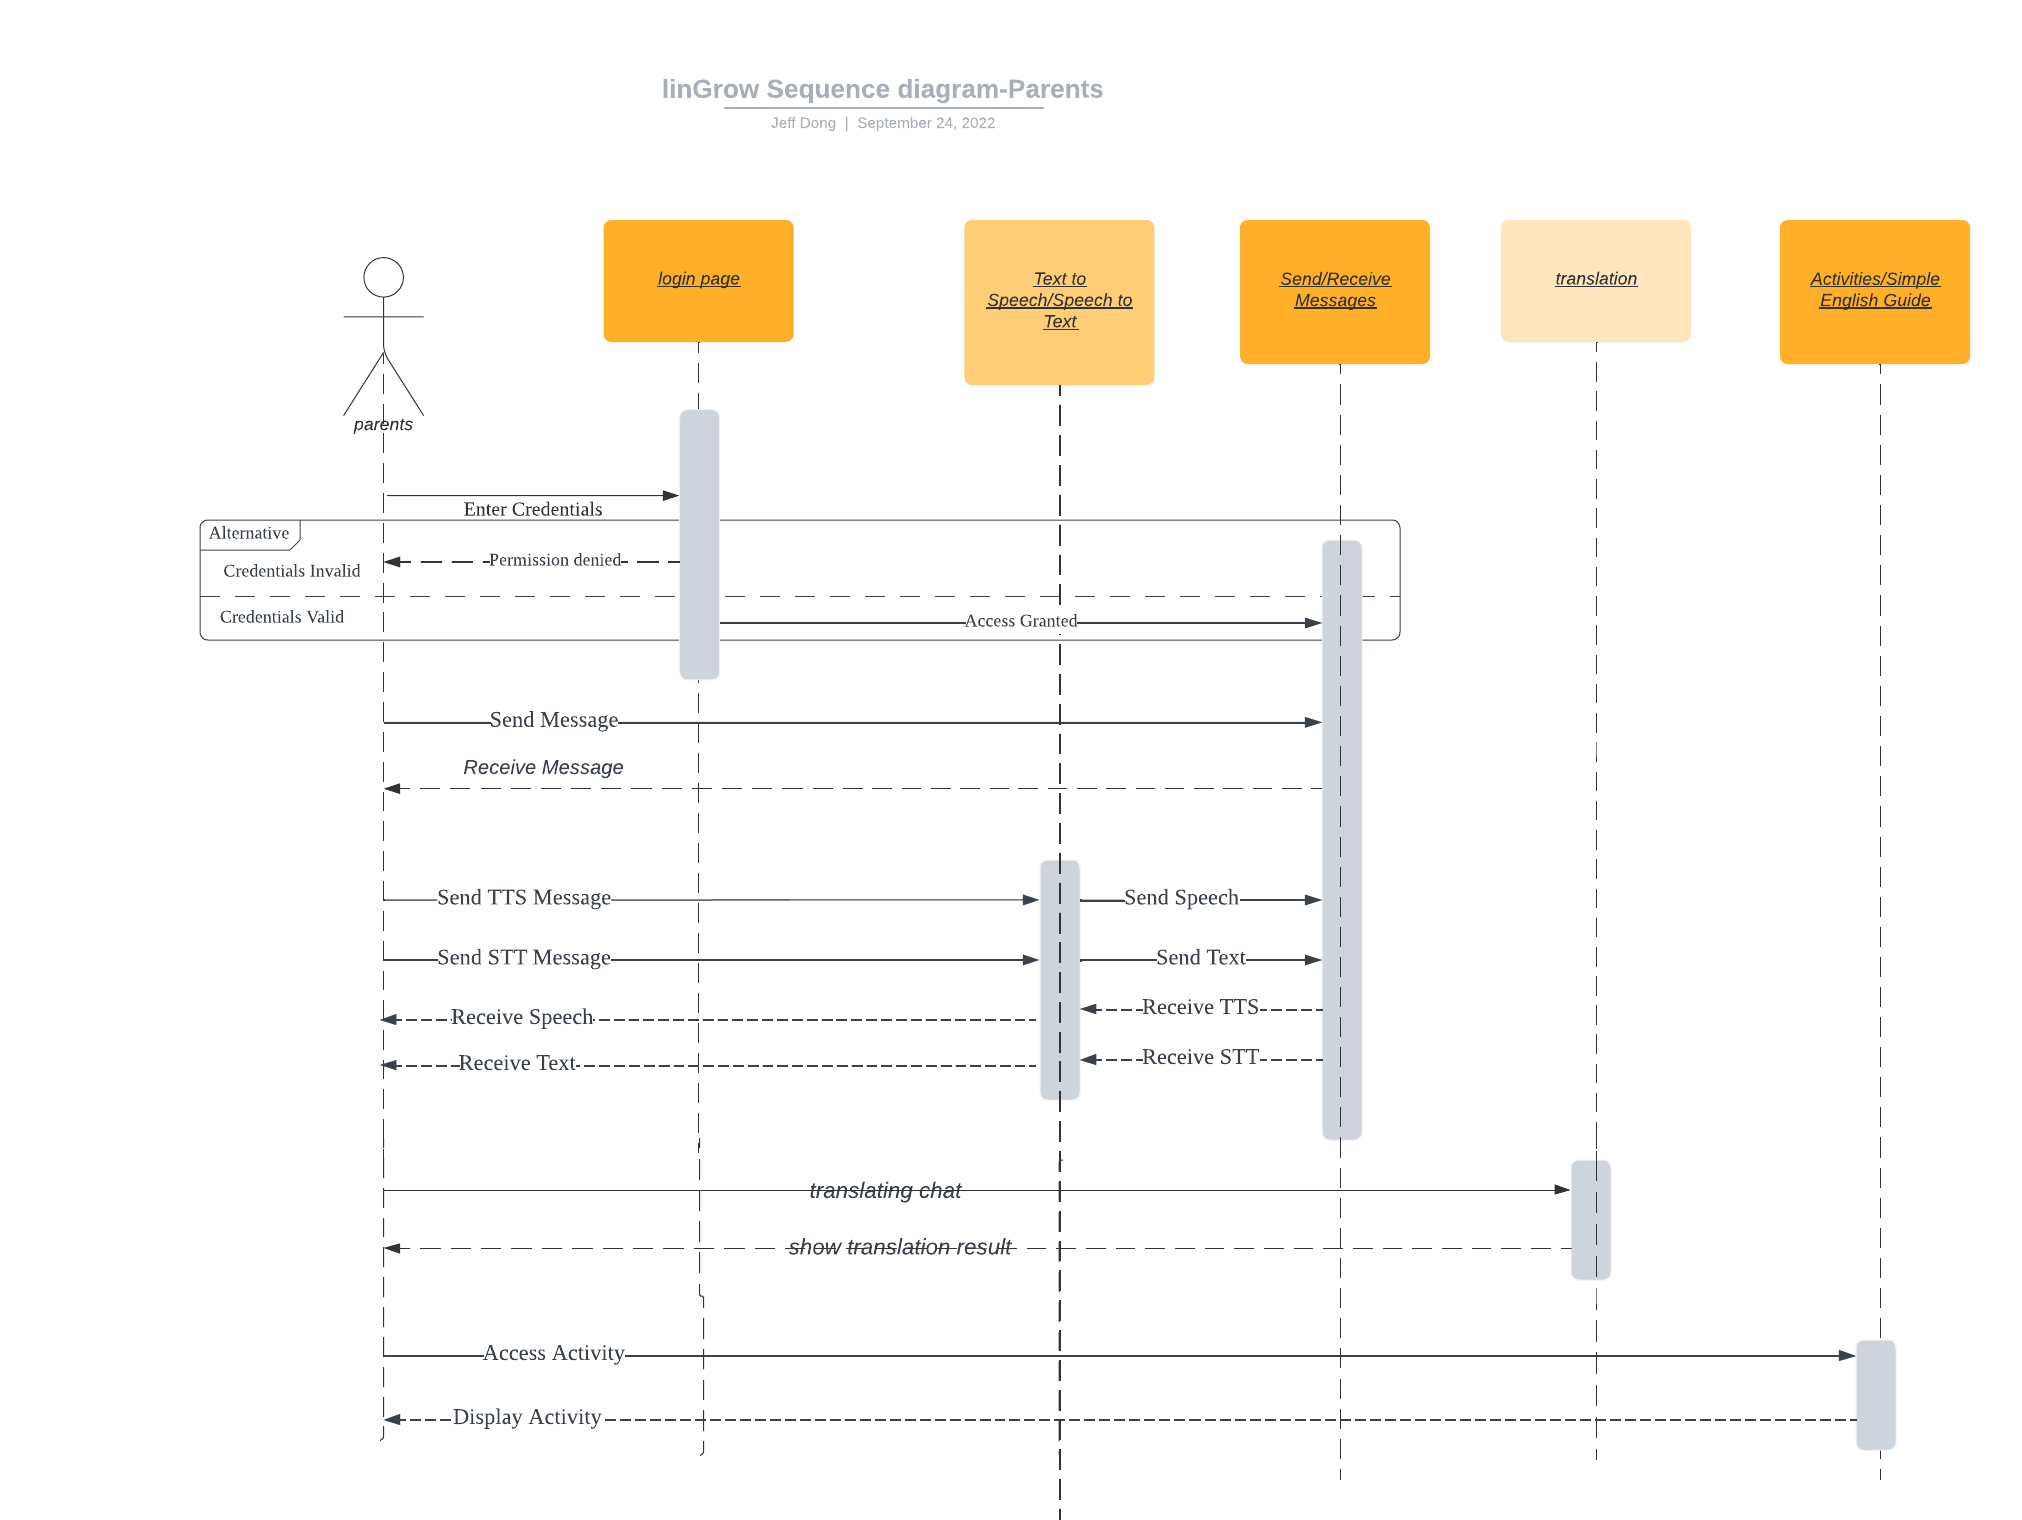 linGrow Sequence diagram-Parents
Jeff Dong | September 24, 2022
login page
Text to
Speech/Speech to
Text
Send/Receive
Messages
translation
Activities/Simple
English Guide
parents
Enter Credentials
Alternative
Permission denied
Credentials Invalid
Credentials Valid
Access Granted
Send Message
Receive Message
Send TTS Message
Send Speech
Send STT Message
Send Text
Receive TTS
Receive Speech
Receive STT
Receive Text
translating chat
show translation result
Access Activity
Display Activity